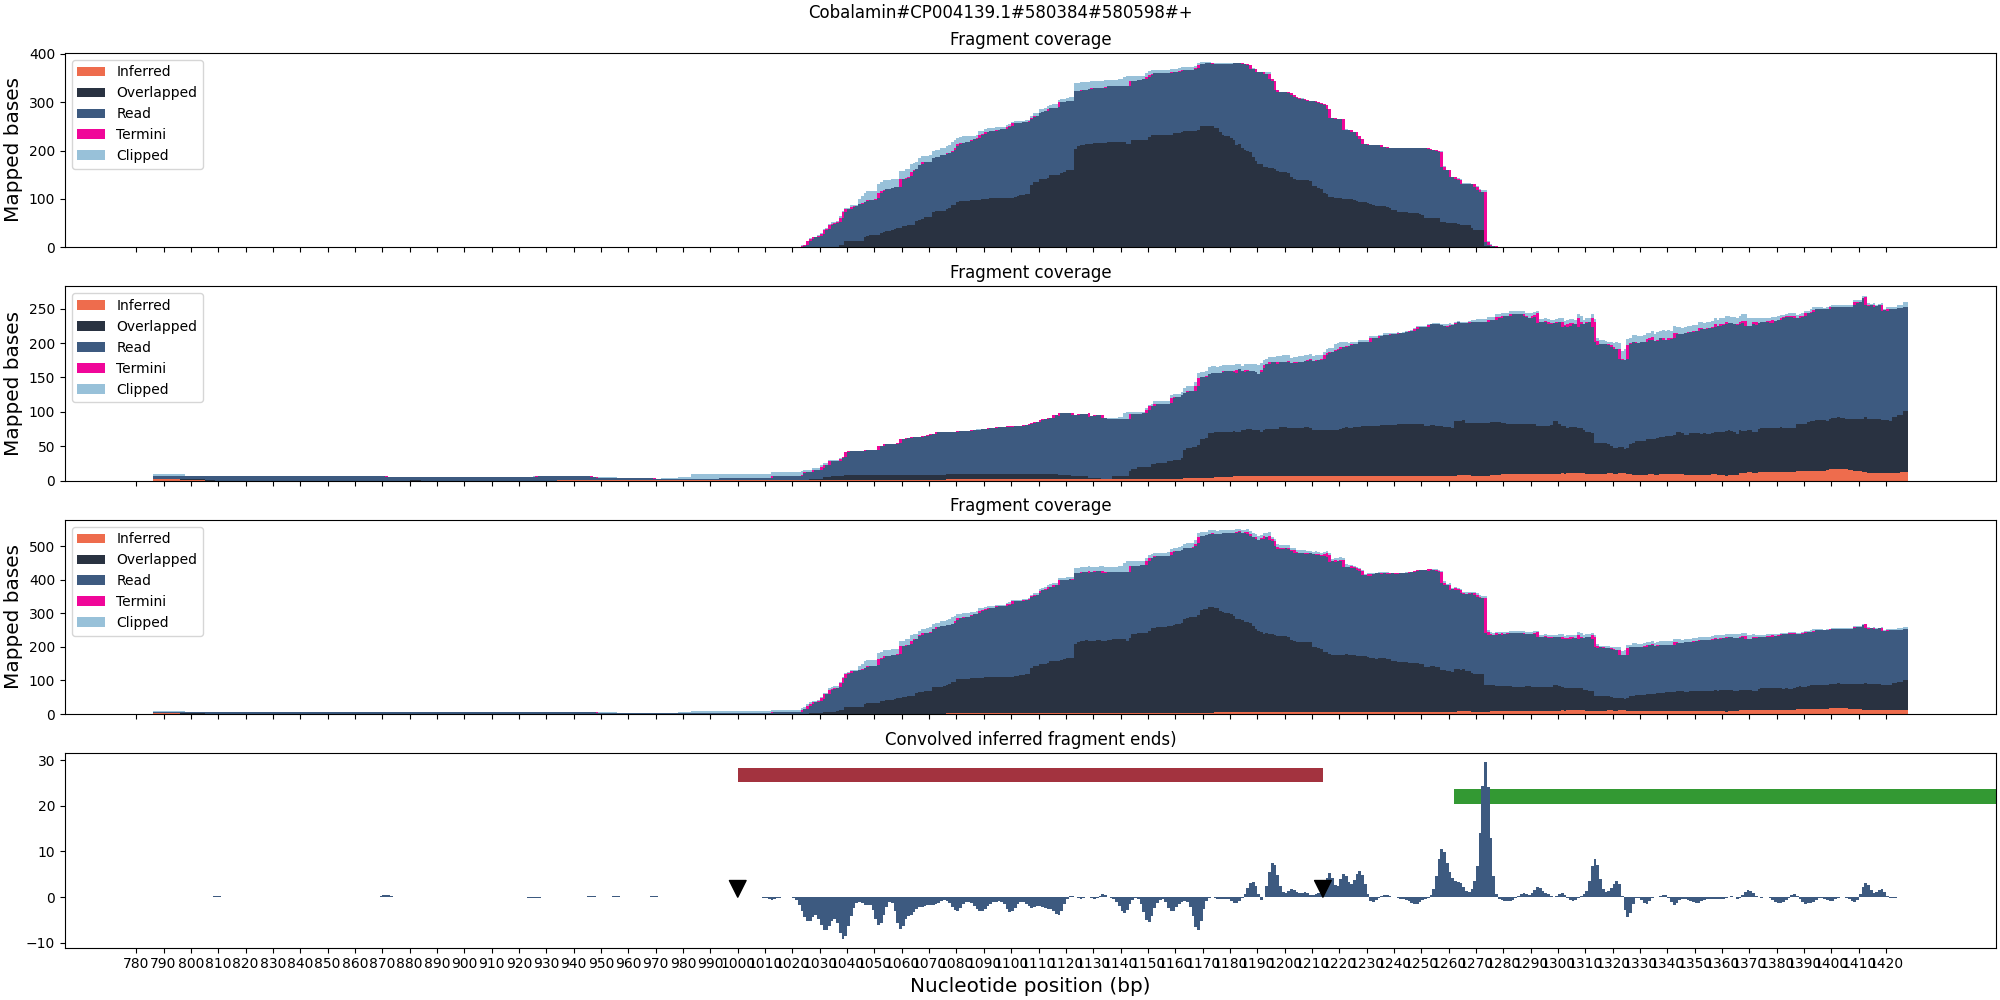 Cobalamin#CP004139.1#580384#580598#+
Fragment coverage
Mapped bases
400
300
200
100
0
Inferred
Overlapped
Read
Termini
Clipped
Fragment coverage
Mapped bases
250
200
150
100
50
0
Inferred
Overlapped
Read
Termini
Clipped
Fragment coverage
Mapped bases
500
400
300
200
100
0
Inferred
Overlapped
Read
Termini
Clipped
Convolved inferred fragment ends)
30
20
10
0
−10
780 790 800 810 820 830 840 850 860 870 880 890 900 910 920 930 940 950 960 970 980 990 1000 1010 1020 1030 1040 1050 1060 1070 1080 1090 1100 1110 1120 1130 1140 1150 1160 1170 1180 1190 1200 1210 1220 1230 1240 1250 1260 1270 1280 1290 1300 1310 1320 1330 1340 1350 1360 1370 1380 1390 1400 1410 1420
Nucleotide position (bp)